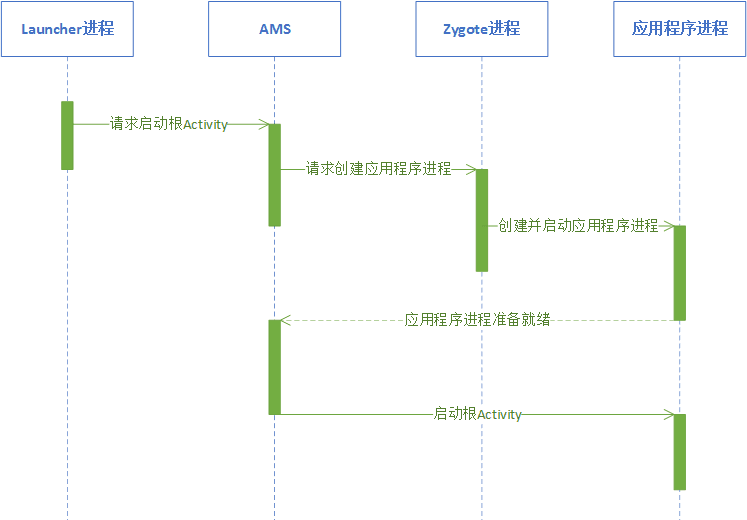 Launcher进程
AMS
Zygote进程
应用程序进程
请求启动根Activity
请求创建应用程序进程
创建并启动应用程序进程
应用程序进程准备就绪
启动根Activity